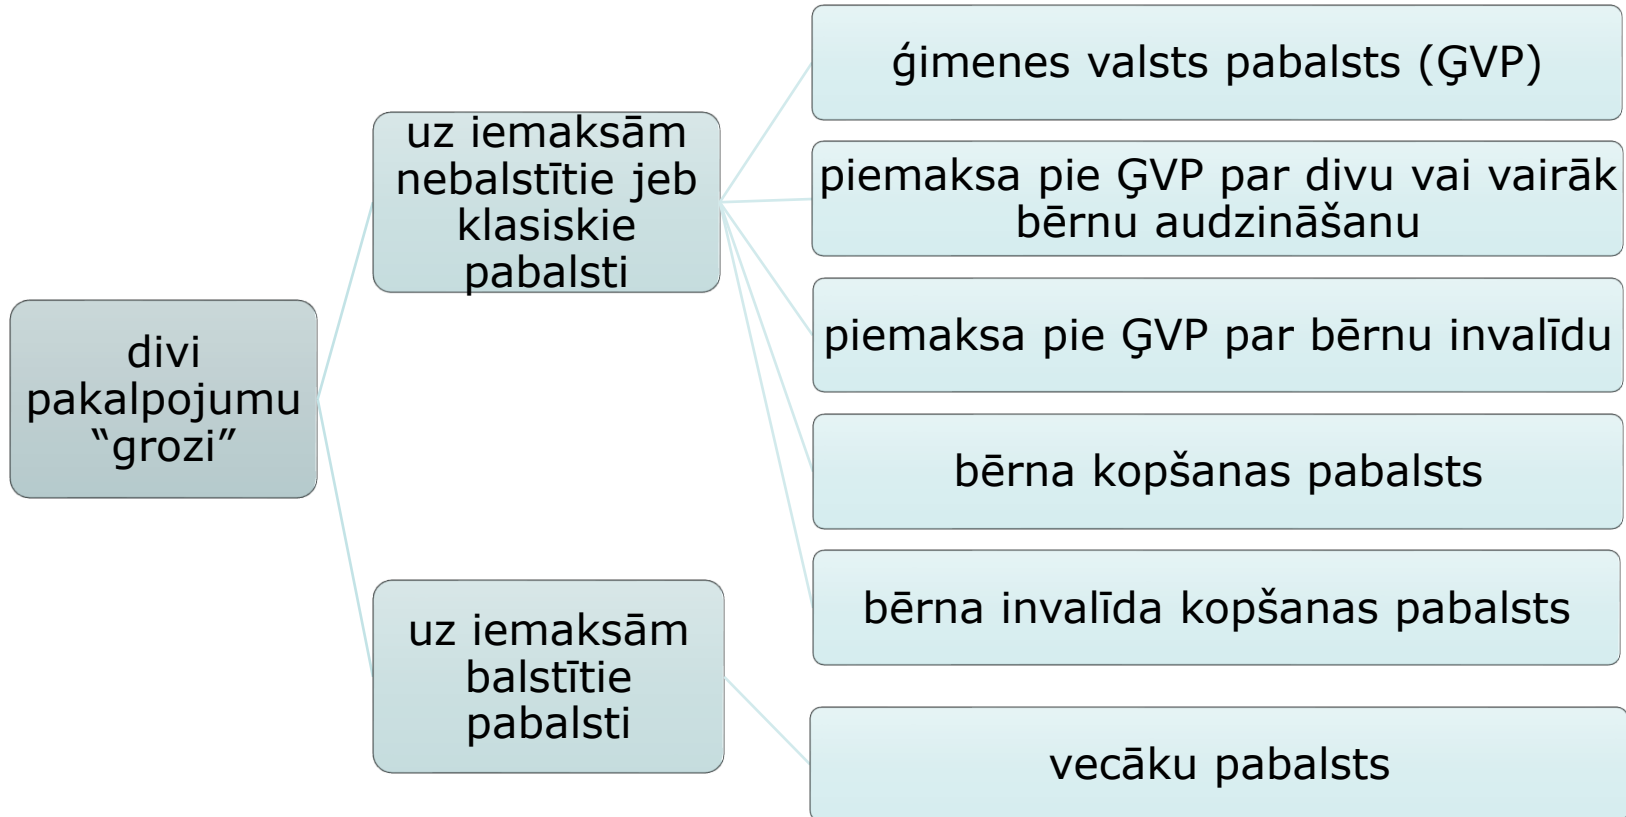 divi
pakalpojumu
“grozi”
uz iemaksām
nebalstītie jeb
klasiskie
pabalsti
ģimenes valsts pabalsts (ĢVP)
piemaksa pie ĢVP par divu vai vairāk
bērnu audzināšanu
piemaksa pie ĢVP par bērnu invalīdu
bērna kopšanas pabalsts
bērna invalīda kopšanas pabalsts
uz iemaksām
balstītie
pabalsti
vecāku pabalsts